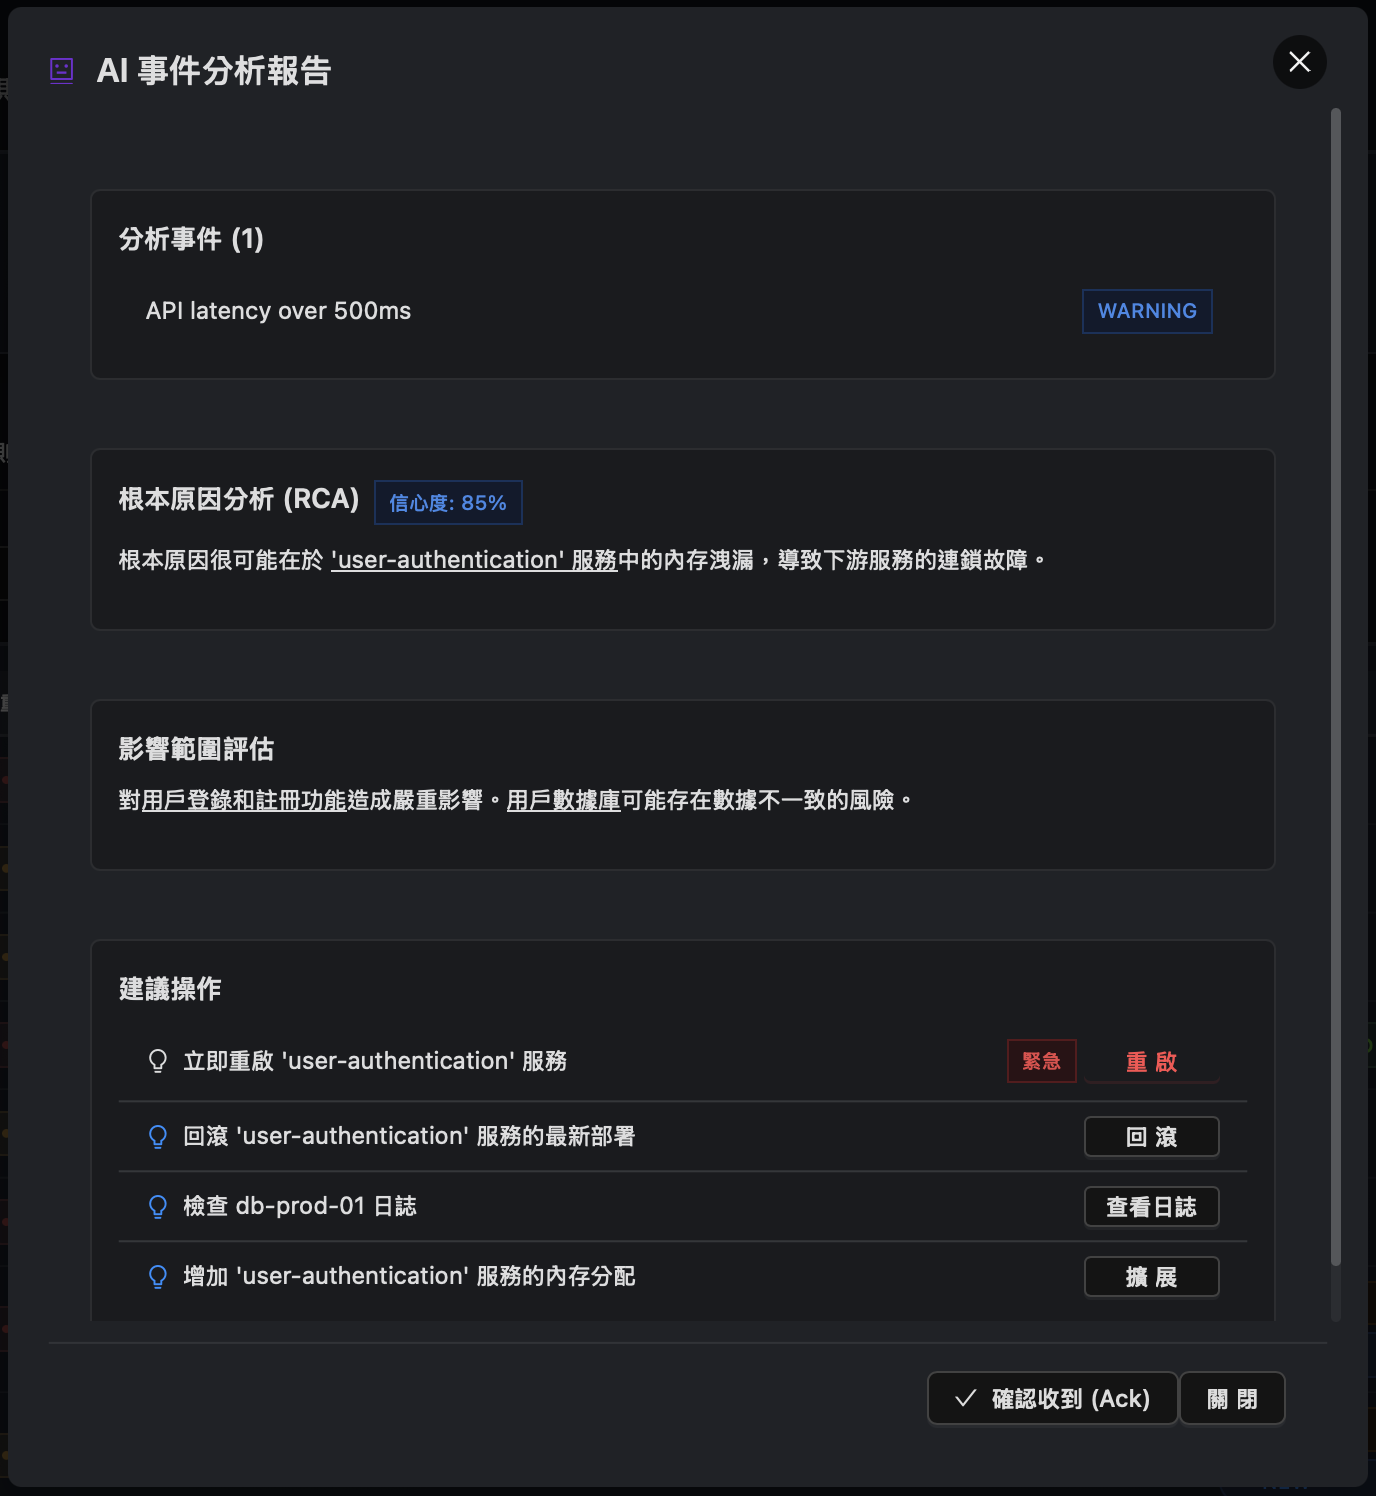 AI 事件分析報告
分析事件 (1)
API latency over 500ms
WARNING
根本原因分析 (RCA)
信心度: 85%
根本原因很可能在於 'user-authentication' 服務中的內存洩漏，導致下游服務的連鎖故障。
影響範圍評估
對用戶登錄和註冊功能造成嚴重影響。用戶數據庫可能存在數據不一致的風險。
建議操作
立即重啟 'user-authentication' 服務
緊急
重 啟
回滾 'user-authentication' 服務的最新部署
回 滾
檢查 db-prod-01 日誌
查看日誌
增加 'user-authentication' 服務的內存分配
擴 展
確認收到 (Ack)
關 閉